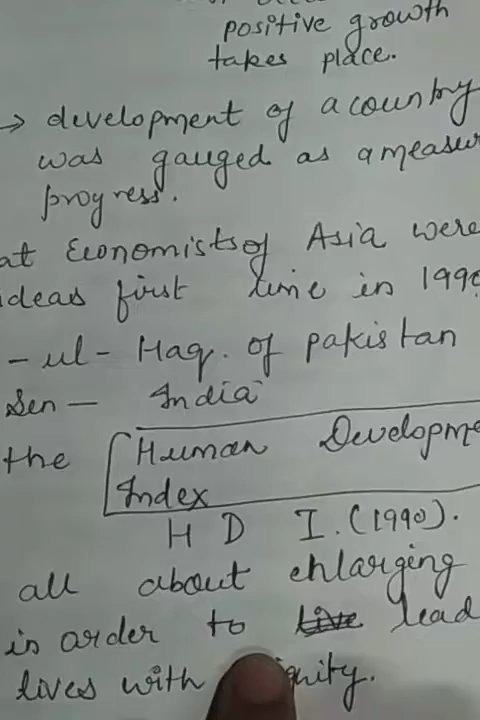 positive growth
takes place.
→ development of a country
was gauged as a measur
progress.
at Economists of Asia were
ideas first time in 1990
- ul - Haq. of pakistan
Sen — India
the Human Developme
Index
H D I. (1990).
all about enlarging
in order to live lead
lives with gnity.